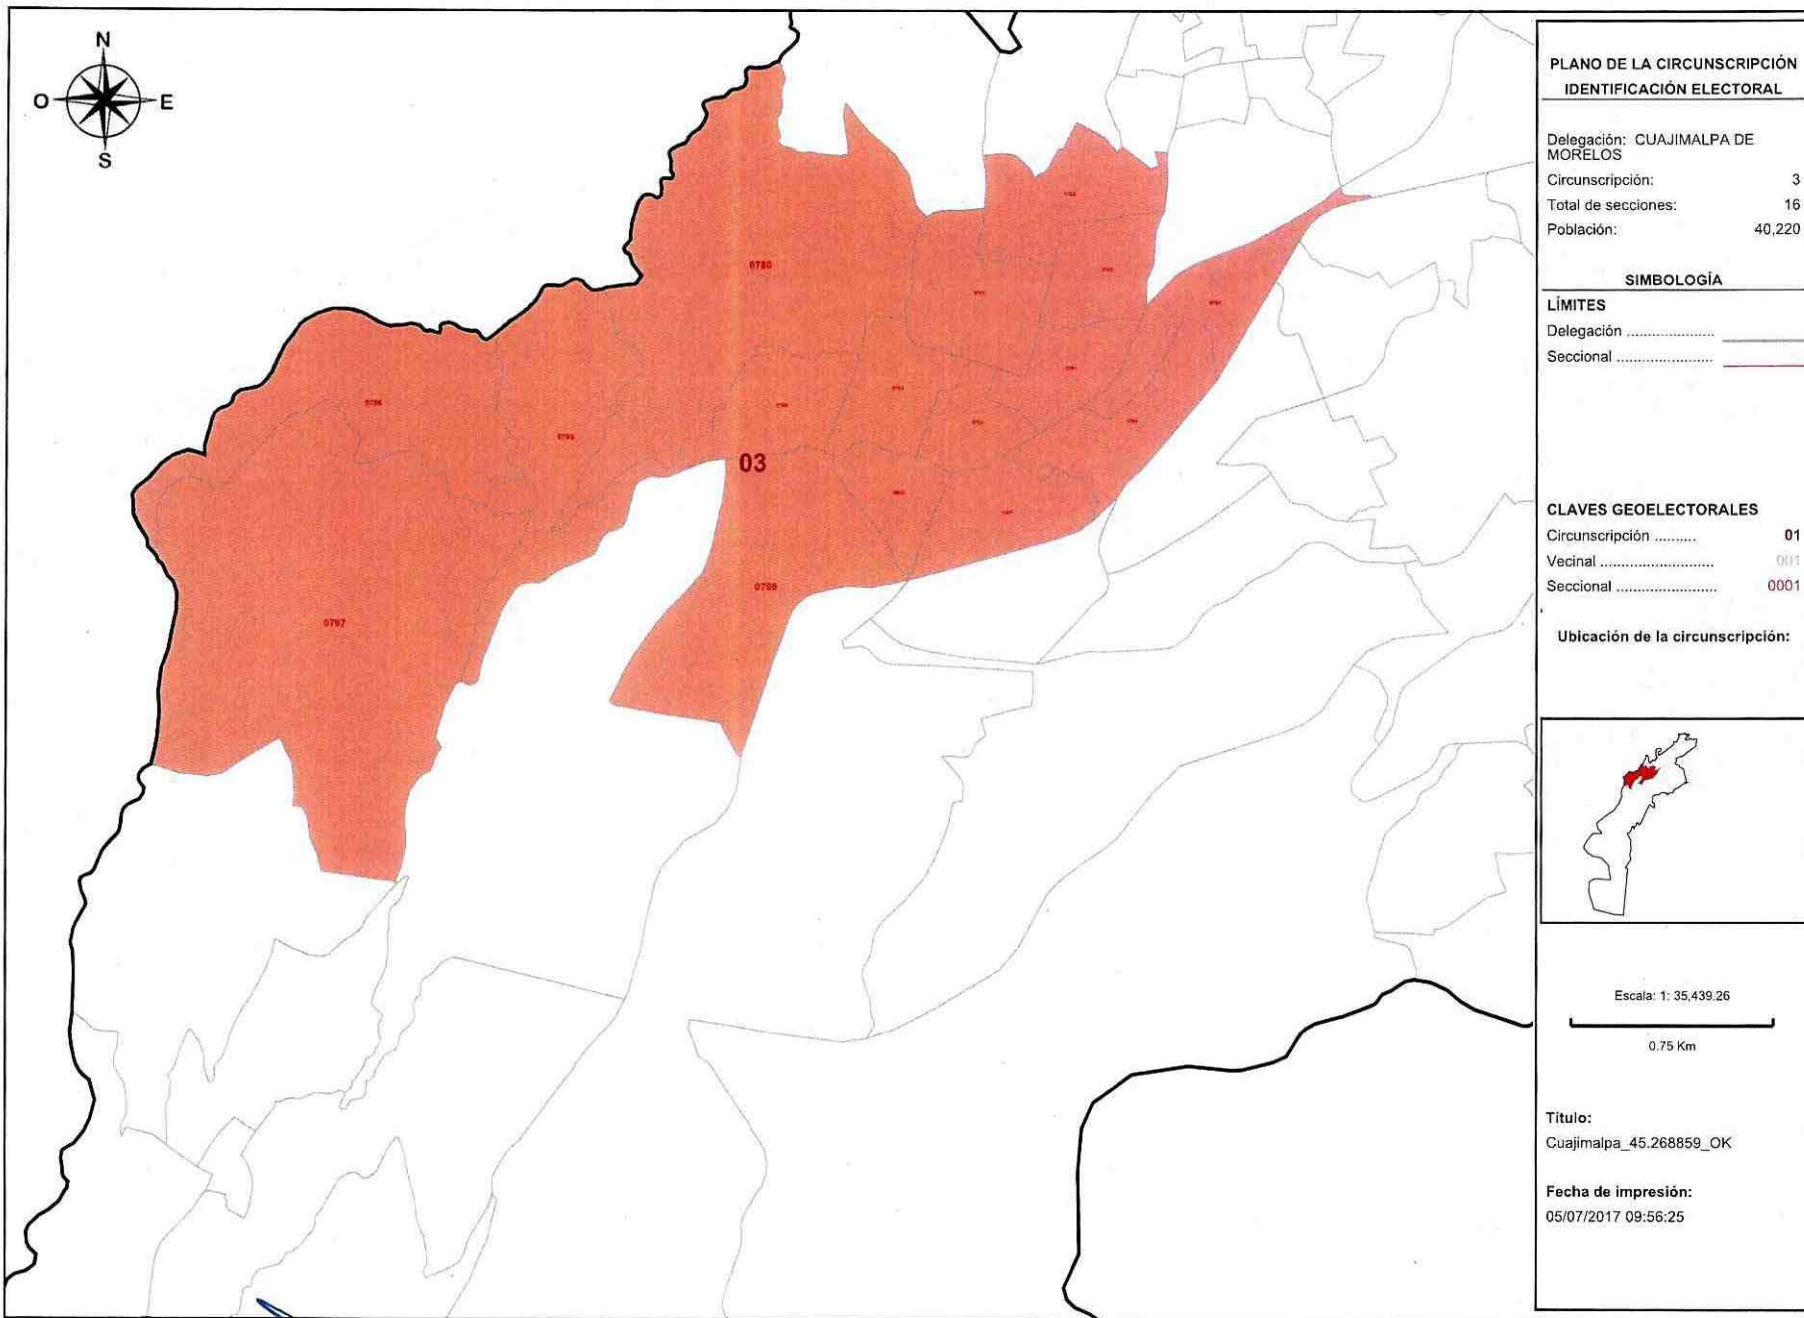 N
O
E
S
0780
0796
0795
03
0799
0797
PLANO DE LA CIRCUNSCRIPCIÓN
IDENTIFICACIÓN ELECTORAL
Delegación: CUAJIMALPA DE
MORELOS
Circunscripción: 3
Total de secciones: 16
Población: 40,220
SIMBOLOGÍA
LÍMITES
Delegación ....................
Seccional ......................
CLAVES GEOELECTORALES
Circunscripción .......... 01
Vecinal .......................... 001
Seccional ....................... 0001
Ubicación de la circunscripción:
Escala: 1: 35,439.26
0.75 Km
Título:
Cuajimalpa_45.268859_OK
Fecha de impresión:
05/07/2017 09:56:25